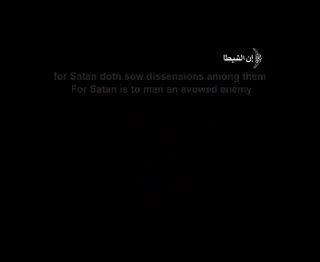 إن الشيطا
for Satan doth sow dissensions among them
For Satan is to man an avowed enemy